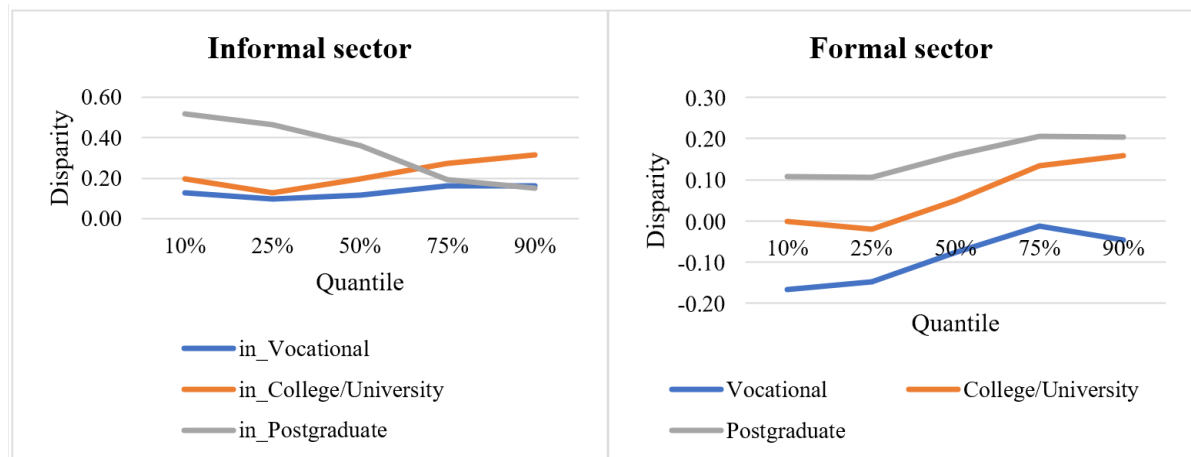 Informal sector
0.60
0.40
0.20
0.00
Disparity
10% 25% 50% 75% 90%
Quantile
in_Vocational
in_College/University
in_Postgraduate
Formal sector
0.30
0.20
0.10
0.00
-0.10
-0.20
Disparity
10% 25% 50% 75% 90%
Quantile
Vocational College/University
Postgraduate